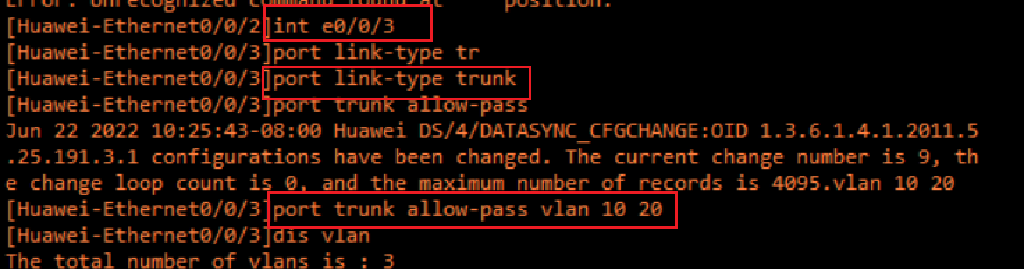 Error: Unrecognized command found at '^' position.
[Huawei-Ethernet0/0/2]int e0/0/3
[Huawei-Ethernet0/0/3]port link-type tr
[Huawei-Ethernet0/0/3]port link-type trunk
[Huawei-Ethernet0/0/3]port trunk allow-pass
Jun 22 2022 10:25:43-08:00 Huawei DS/4/DATASYNC_CFGCHANGE:OID 1.3.6.1.4.1.2011.5
.25.191.3.1 configurations have been changed. The current change number is 9, th
e change loop count is 0, and the maximum number of records is 4095.vlan 10 20
[Huawei-Ethernet0/0/3]port trunk allow-pass vlan 10 20
[Huawei-Ethernet0/0/3]dis vlan
The total number of vlans is : 3